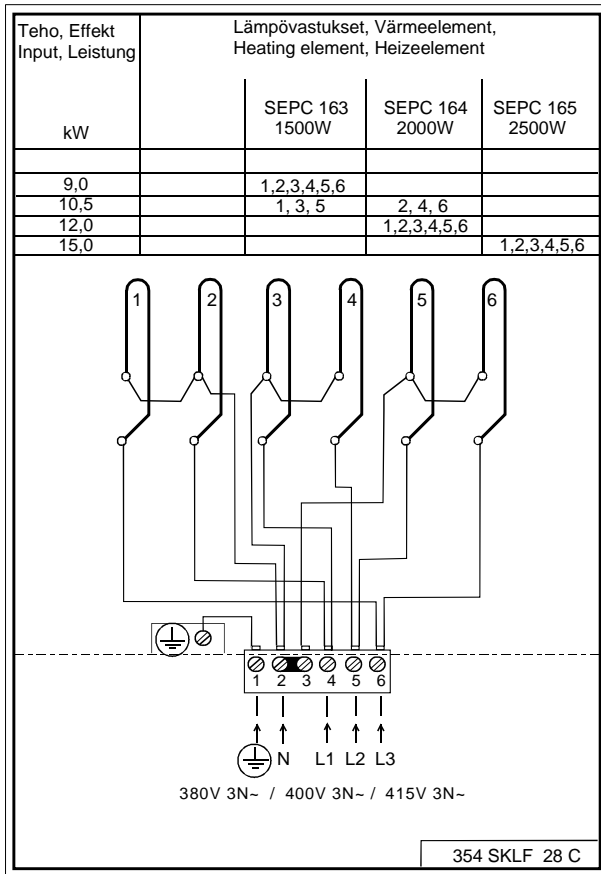 Teho, Effekt
Input, Leistung
Lämpövastukset, Värmeelement,
Heating element, Heizeelement
kW
SEPC 163
1500W
SEPC 164
2000W
SEPC 165
2500W
9,0 1,2,3,4,5,6
10,5 1, 3, 5 2, 4, 6
12,0 1,2,3,4,5,6
15,0 1,2,3,4,5,6
1 2 3 4 5 6
1 2 3 4 5 6
N L1 L2 L3
380V 3N~ / 400V 3N~ / 415V 3N~
354 SKLF 28 C